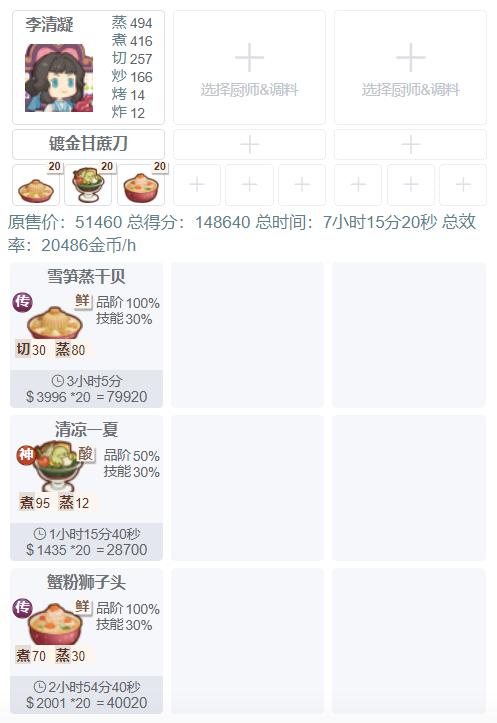 李清凝
蒸 494
煮 416
切 257
炒 166
烤 14
炸 12
选择厨师&调料
选择厨师&调料
镀金甘蔗刀
20
20
20
原售价：51460 总得分：148640 总时间：7小时15分20秒 总效
率：20486金币/h
雪笋蒸干贝
传
鲜
品阶 100%
技能 30%
切 30 蒸 80
3小时5分
$ 3996 *20 = 79920
清凉一夏
神
酸
品阶 50%
技能 30%
煮 95 蒸 12
1小时15分40秒
$ 1435 *20 = 28700
蟹粉狮子头
传
鲜
品阶 100%
技能 30%
煮 70 蒸 30
2小时54分40秒
$ 2001 *20 = 40020